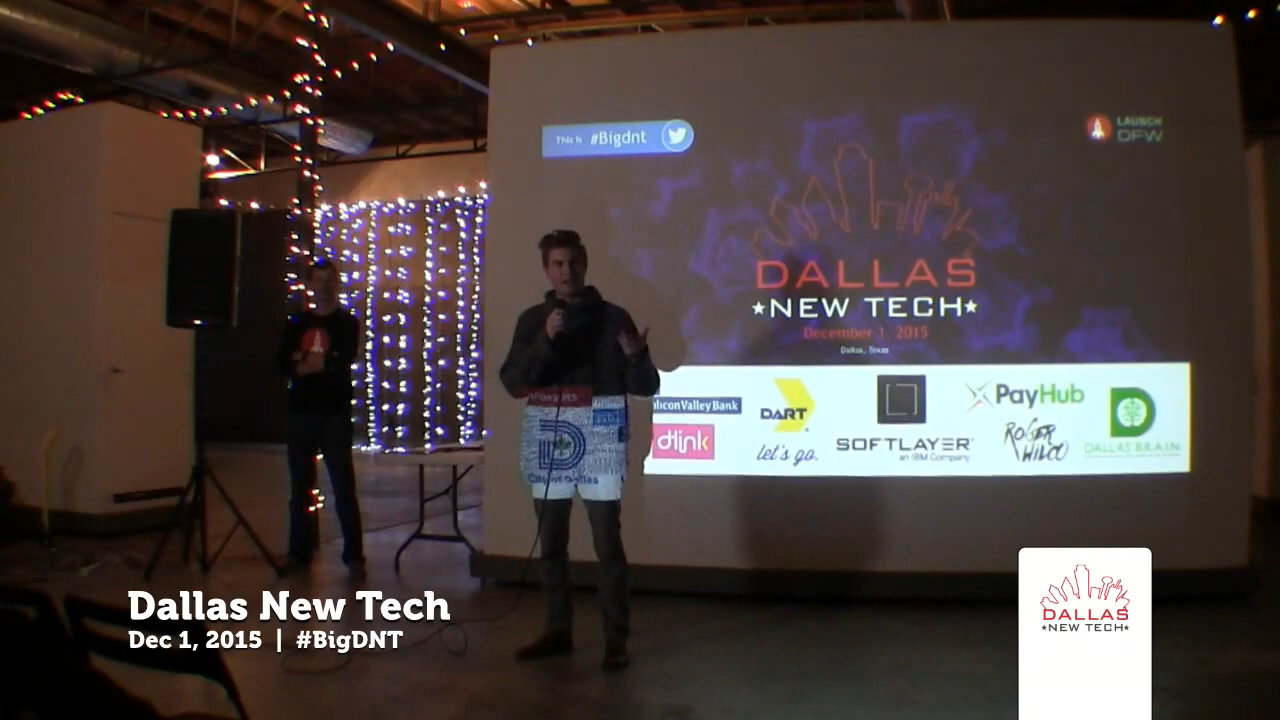 This is #Bigdnt
LAUNCH
DFW
DALLAS
★NEW TECH★
December 1, 2015
Dallas, Texas
SPONSORS
SiliconValleyBank
DART
let's go.
SOFTLAYER
an IBM Company
PayHub
ROGER
WILCO
DALLAS BRAIN
D
City of Dallas
Dallas New Tech
Dec 1, 2015 | #BigDNT
DALLAS
★NEW TECH★